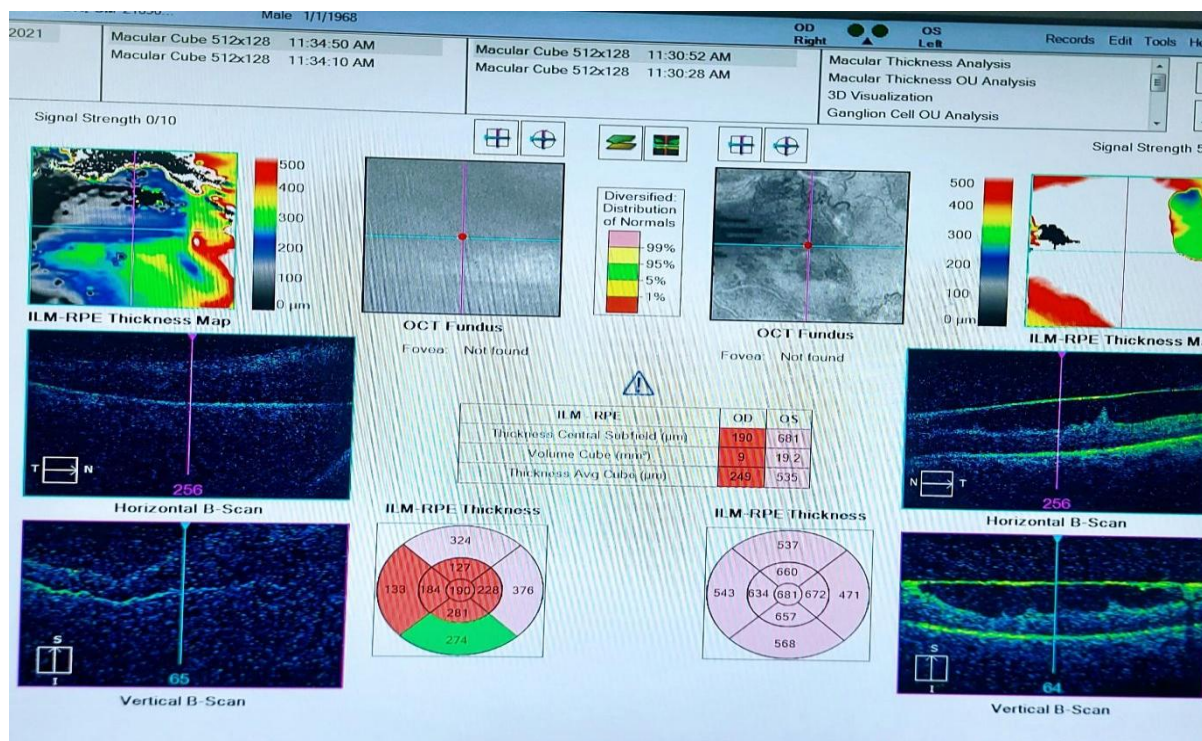 Male 1/1/1968
2021
Macular Cube 512x128 11:34:50 AM
Macular Cube 512x128 11:34:10 AM
Macular Cube 512x128 11:30:52 AM
Macular Cube 512x128 11:30:28 AM
OD
Right
OS
Left
Records Edit Tools
Macular Thickness Analysis
Macular Thickness OU Analysis
3D Visualization
Ganglion Cell OU Analysis
Signal Strength 0/10
Signal Strength 5
500
400
300
200
100
0 µm
ILM-RPE Thickness Map
OCT Fundus
Fovea: Not found
Diversified:
Distribution
of Normals
99%
95%
5%
1%
OCT Fundus
Fovea: Not found
500
400
300
200
100
0 µm
ILM-RPE Thickness M
ILM - RPE OD OS
Thickness Central Subfield (µm) 190 681
Volume Cube (mm³) 9 19.2
Thickness Avg Cube (µm) 249 535
T N
256
Horizontal B-Scan
N T
256
Horizontal B-Scan
ILM-RPE Thickness
324
127
133 184 190 228 376
281
274
ILM-RPE Thickness
537
660
543 634 681 672 471
657
568
S
I
65
Vertical B-Scan
S
I
64
Vertical B-Scan